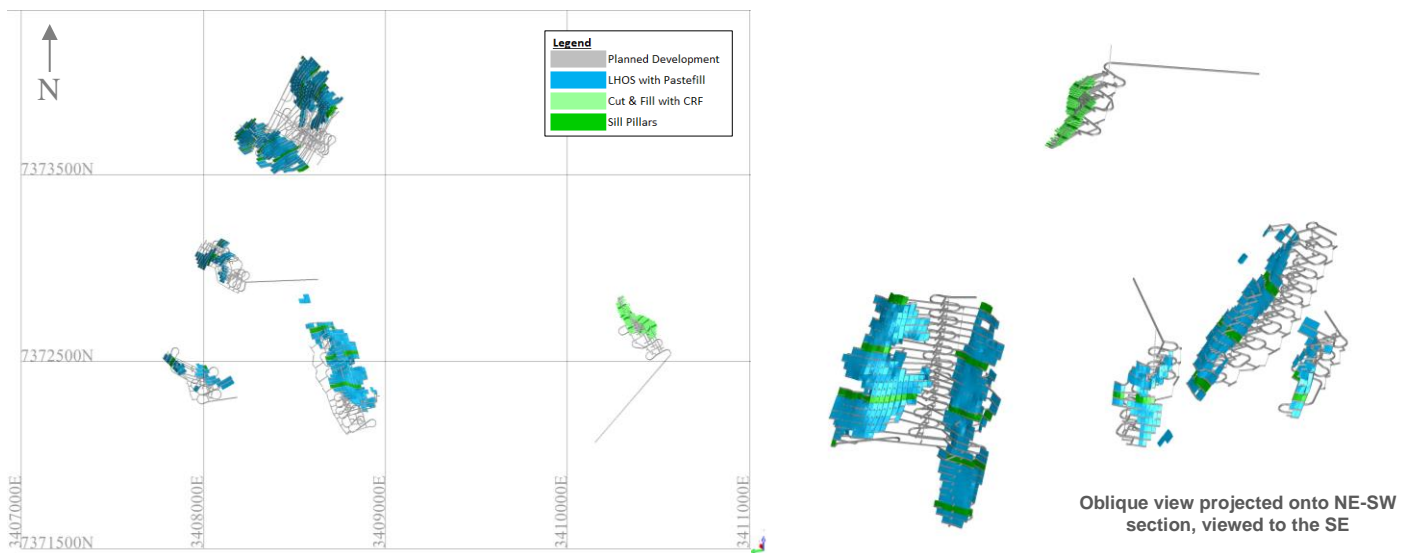 N
Legend
Planned Development
LHOS with Pastefill
Cut & Fill with CRF
Sill Pillars
7373500N
7372500N
7371500N
3407000E
3408000E
3409000E
3410000E
3411000E
Oblique view projected onto NE-SW
section, viewed to the SE